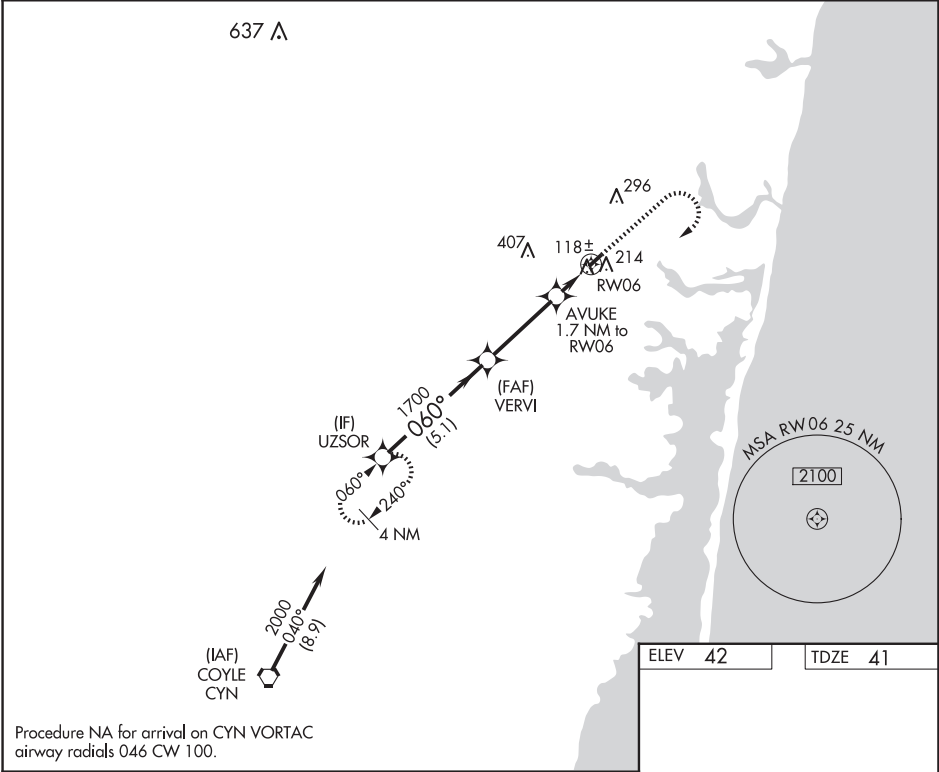 637
296
407
118±
214
RW06
AVUKE
1.7 NM to
RW06
(FAF)
VERVI
1700
060°
(5.1)
(IF)
UZSOR
060°
240°
4 NM
MSA RW06 25 NM
2100
2000
040°
(8.9)
(IAF)
COYLE
CYN
ELEV 42
TDZE 41
Procedure NA for arrival on CYN VORTAC
airway radials 046 CW 100.